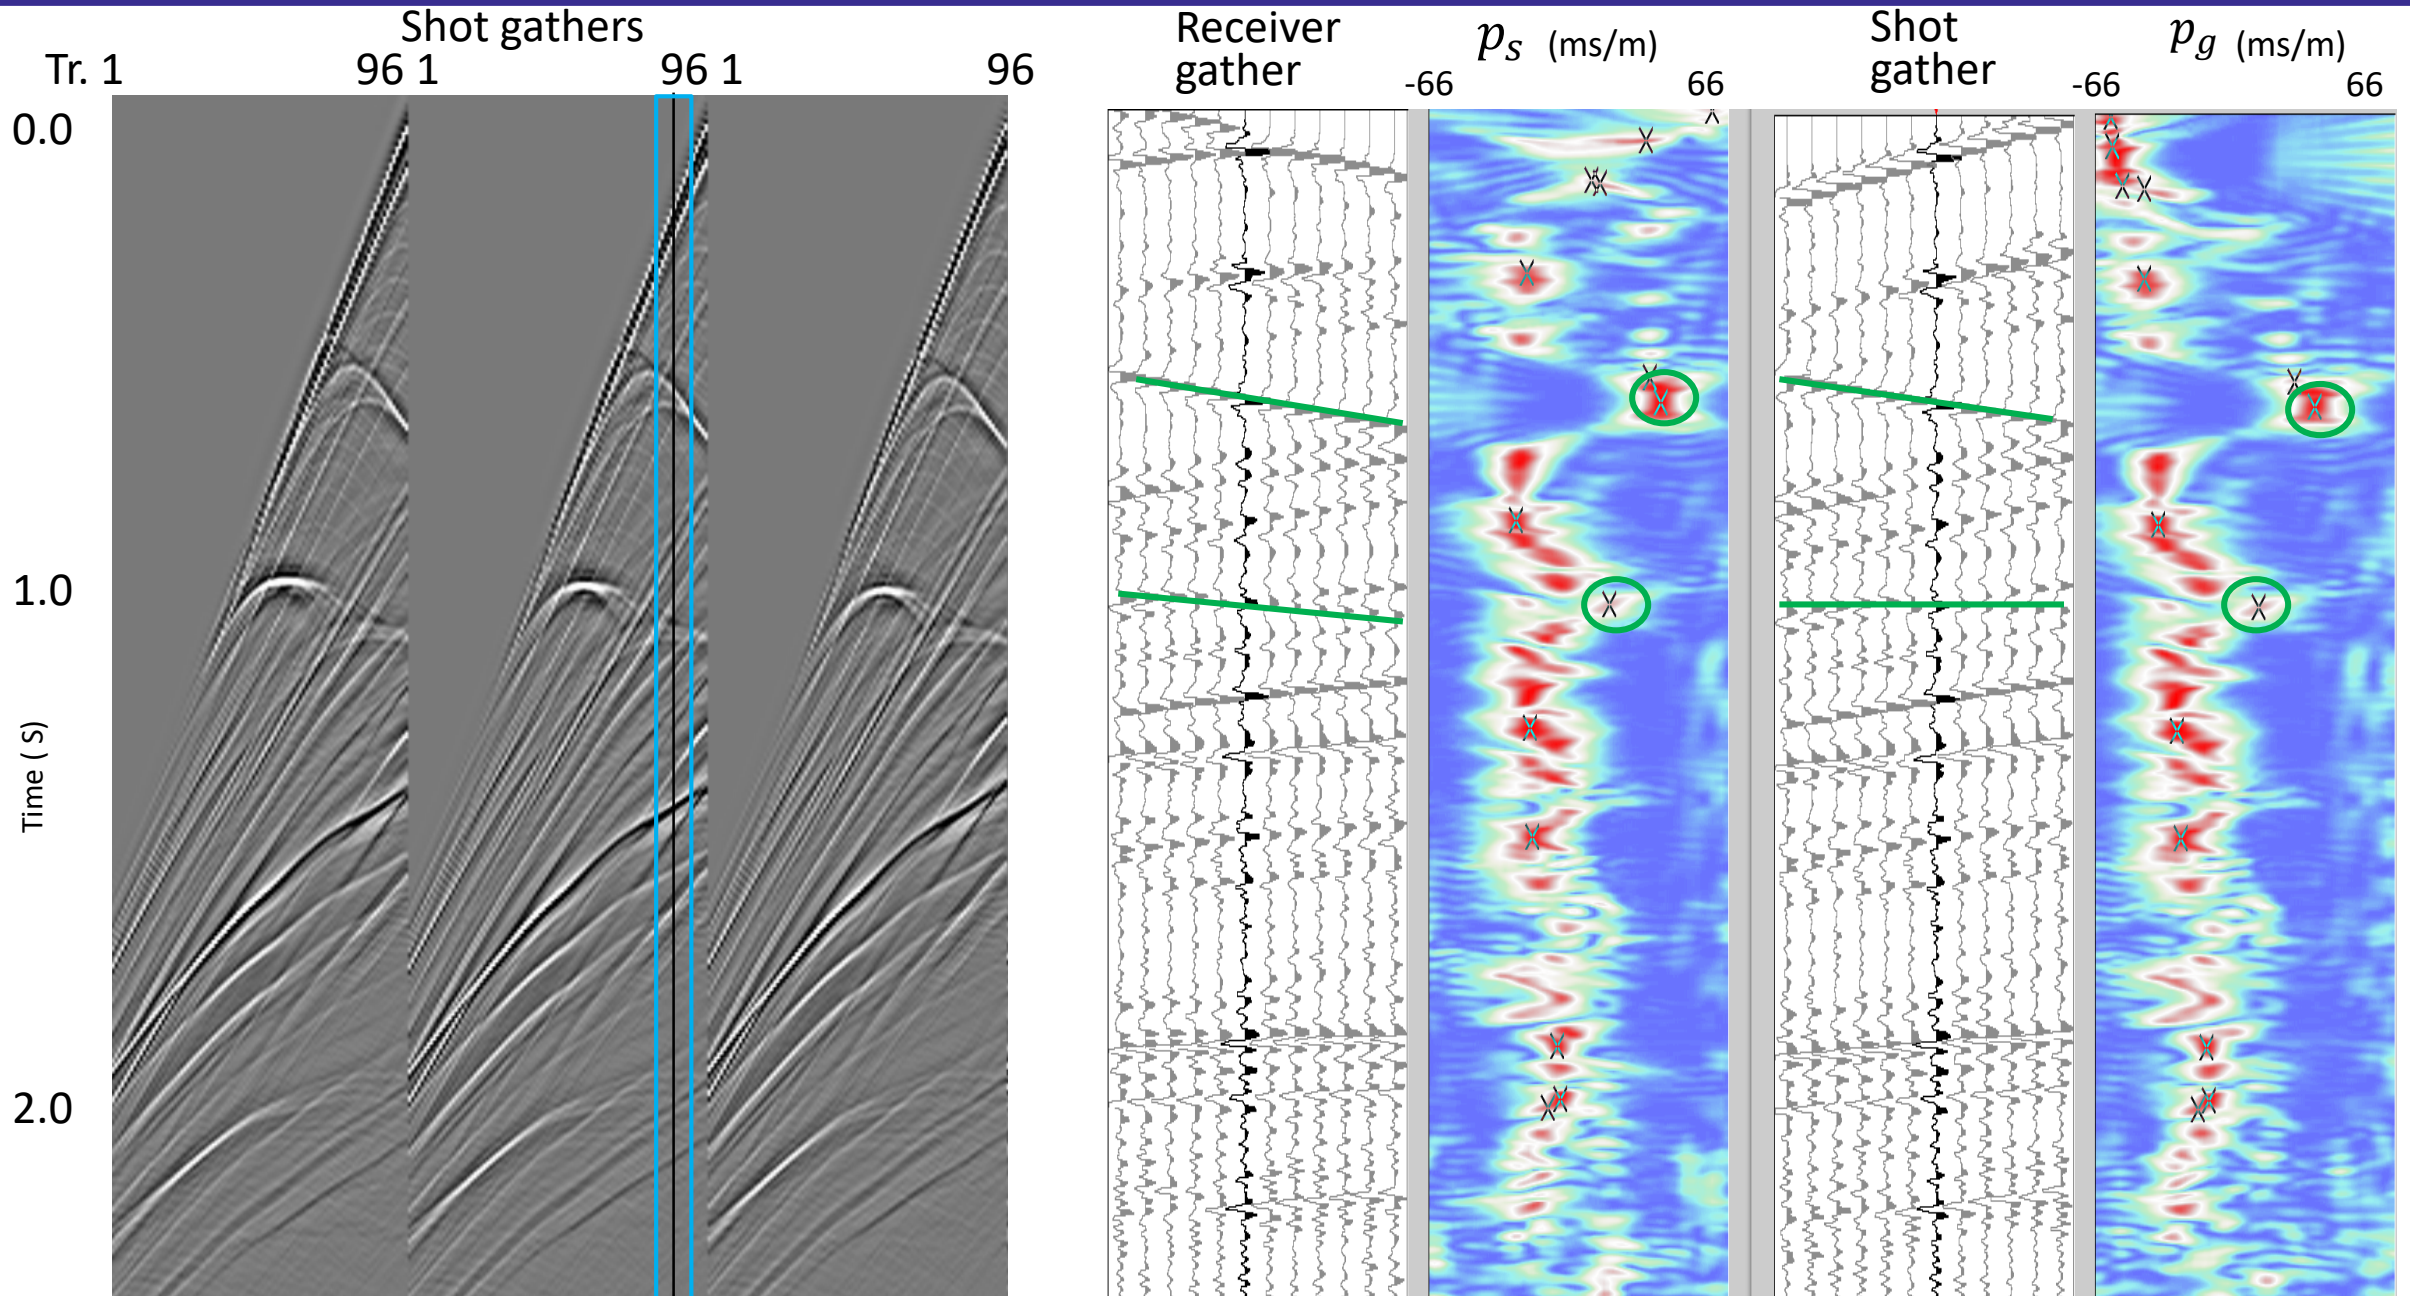 Shot gathers
Tr. 1 96 1 96 1 96
0.0
1.0
Time ( S)
2.0
Receiver
gather
p_s (ms/m)
-66 66
Shot
gather
p_g (ms/m)
-66 66